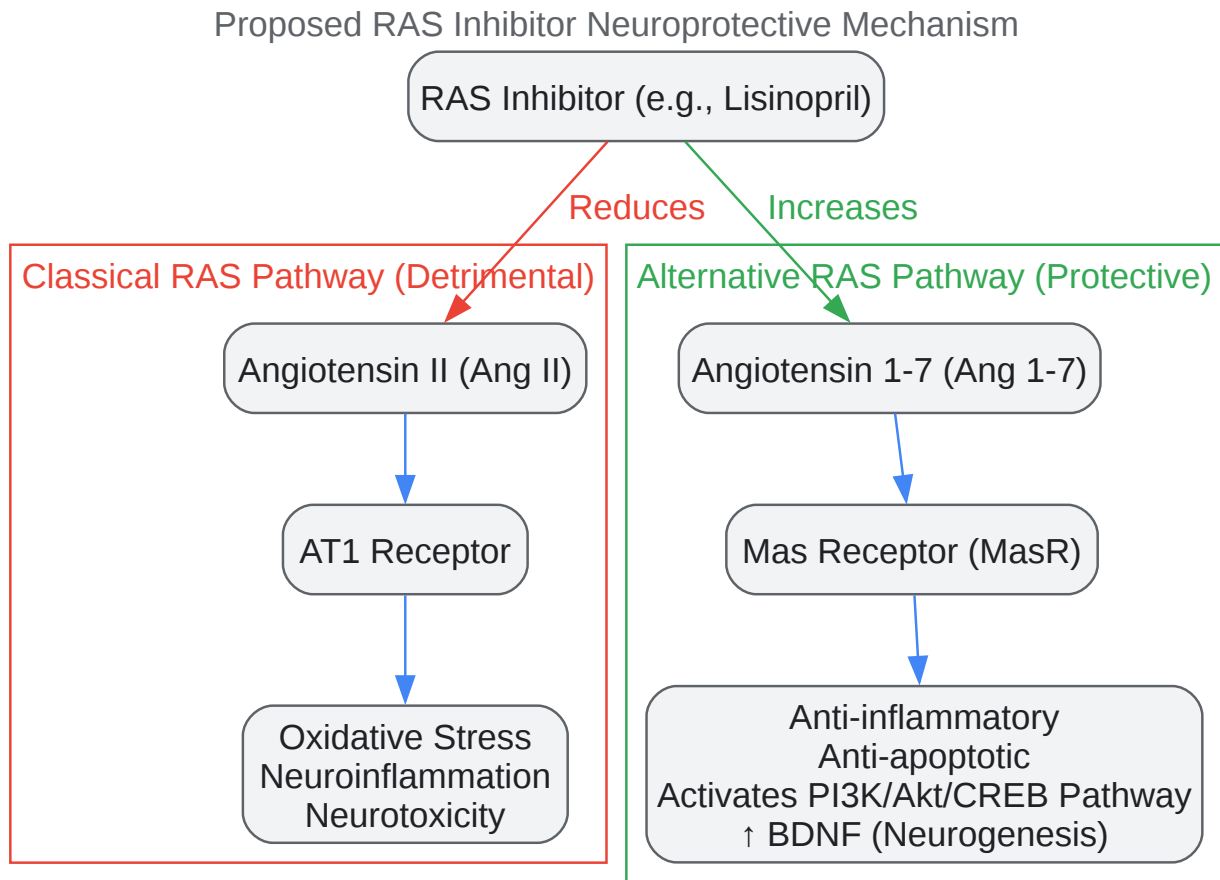 Proposed RAS Inhibitor Neuroprotective Mechanism
RAS Inhibitor (e.g., Lisinopril)
Reduces
Increases
Classical RAS Pathway (Detrimental)
Angiotensin II (Ang II)
AT1 Receptor
Oxidative Stress
Neuroinflammation
Neurotoxicity
Alternative RAS Pathway (Protective)
Angiotensin 1-7 (Ang 1-7)
Mas Receptor (MasR)
Anti-inflammatory
Anti-apoptotic
Activates PI3K/Akt/CREB Pathway
↑ BDNF (Neurogenesis)